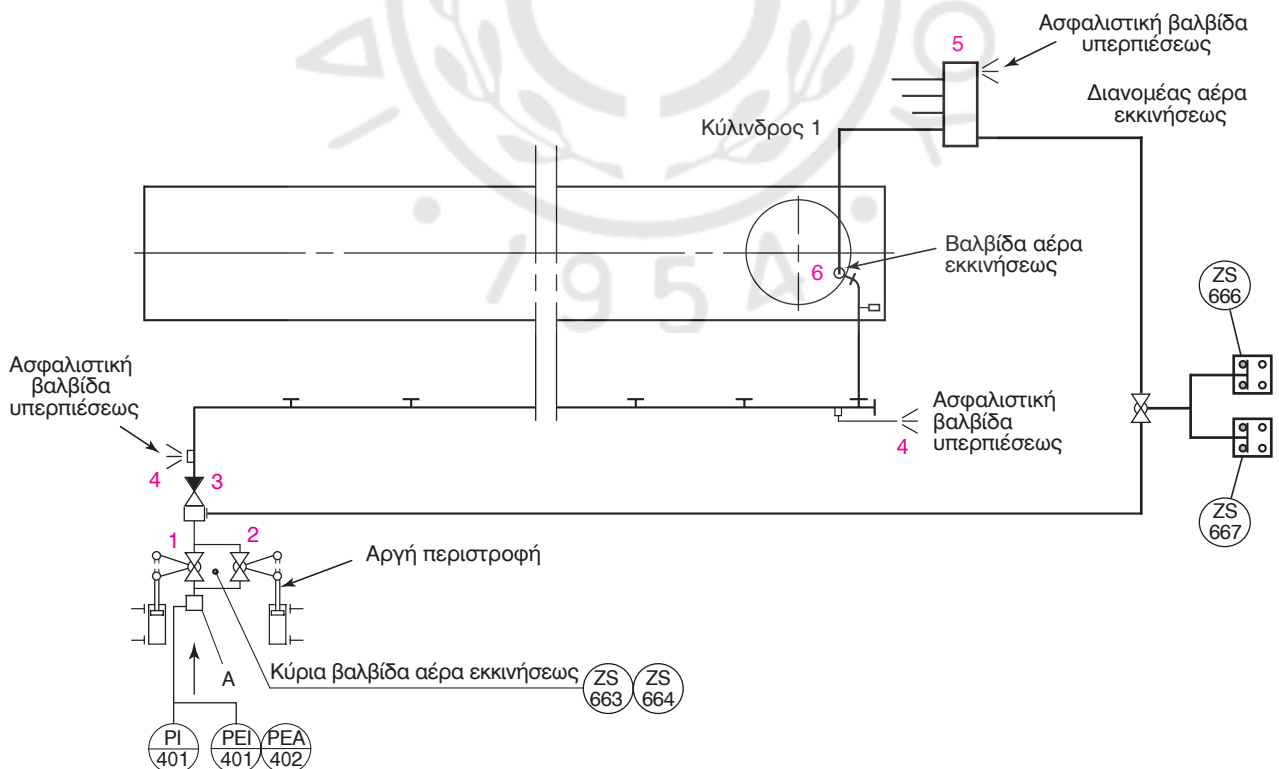 Ασφαλιστική βαλβίδα
υπερπιέσεως
5
Διανομέας αέρα
εκκινήσεως
Κύλινδρος 1
Βαλβίδα αέρα
εκκινήσεως
6
1954
ZS
666
Ασφαλιστική
βαλβίδα
υπερπιέσεως
Ασφαλιστική
βαλβίδα
υπερπιέσεως
4
4
3
ZS
667
1
2
Αργή περιστροφή
A
Κύρια βαλβίδα αέρα εκκινήσεως
ZS
663
ZS
664
PI
401
PEI
401
PEA
402